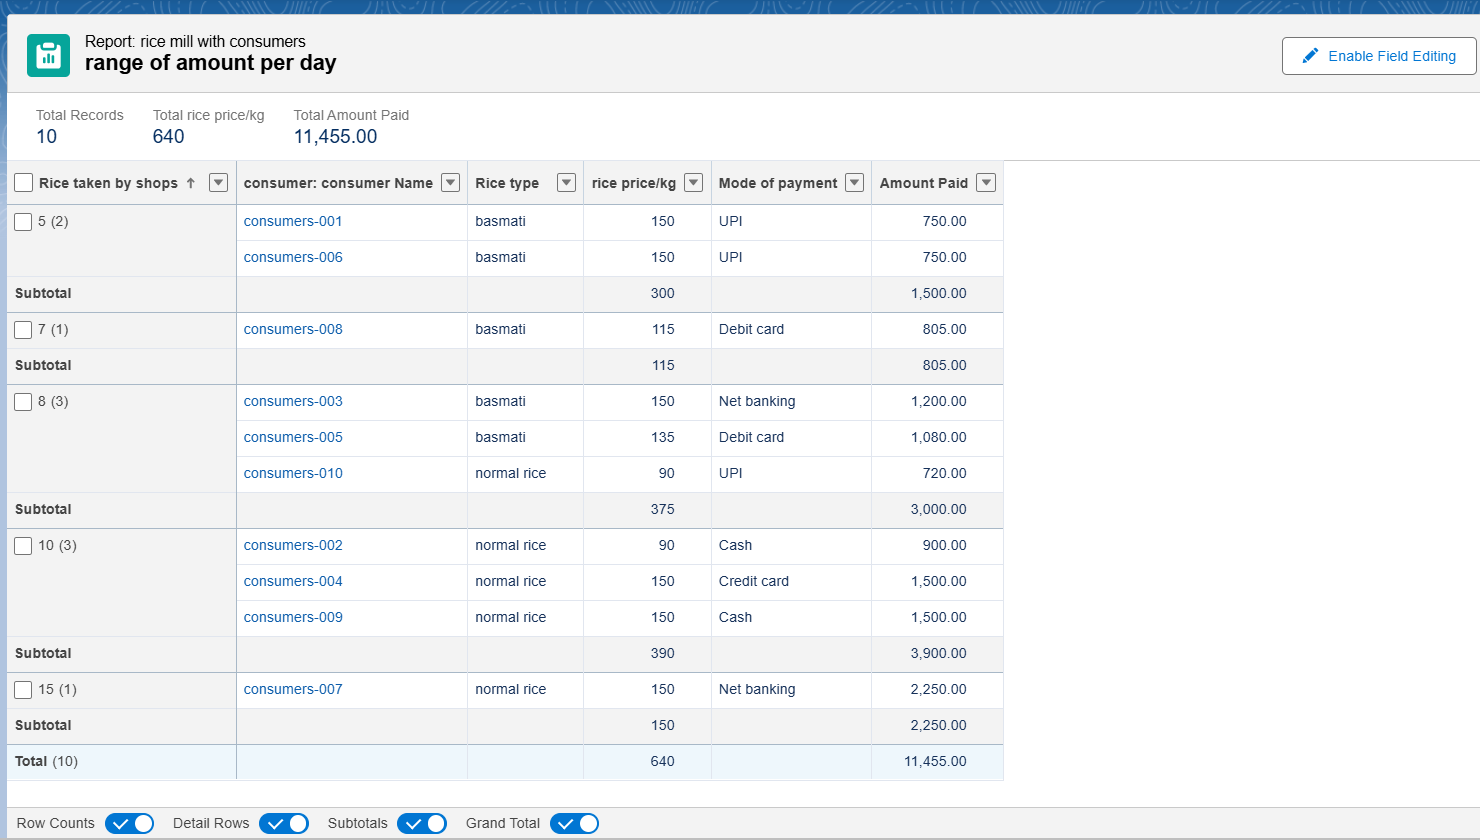 Report: rice mill with consumers
range of amount per day
Enable Field Editing
Total Records Total rice price/kg Total Amount Paid
10 640 11,455.00
Rice taken by shops ↑ consumer: consumer Name Rice type rice price/kg Mode of payment Amount Paid
5 (2) consumers-001 basmati 150 UPI 750.00
consumers-006 basmati 150 UPI 750.00
Subtotal 300 1,500.00
7 (1) consumers-008 basmati 115 Debit card 805.00
Subtotal 115 805.00
8 (3) consumers-003 basmati 150 Net banking 1,200.00
consumers-005 basmati 135 Debit card 1,080.00
consumers-010 normal rice 90 UPI 720.00
Subtotal 375 3,000.00
10 (3) consumers-002 normal rice 90 Cash 900.00
consumers-004 normal rice 150 Credit card 1,500.00
consumers-009 normal rice 150 Cash 1,500.00
Subtotal 390 3,900.00
15 (1) consumers-007 normal rice 150 Net banking 2,250.00
Subtotal 150 2,250.00
Total (10) 640 11,455.00
Row Counts Detail Rows Subtotals Grand Total